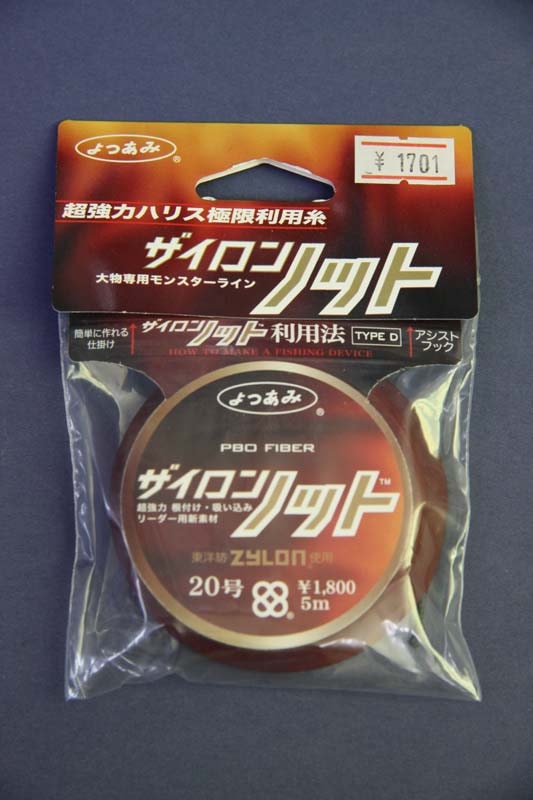 よつあみ®
¥ 1701
超強力ハリス極限利用糸
ザイロンノット
大物専用モンスターライン
簡単に作れる
仕掛け
ザイロンノット利用法
TYPE D
アシスト
フック
HOW TO MAKE A FISHING DEVICE
よつあみ®
PBO FIBER
ザイロンノット™
超強力 根付け・吸い込み
リーダー用新素材
東洋紡 ZYLON® 使用
20号
¥1,800
5m